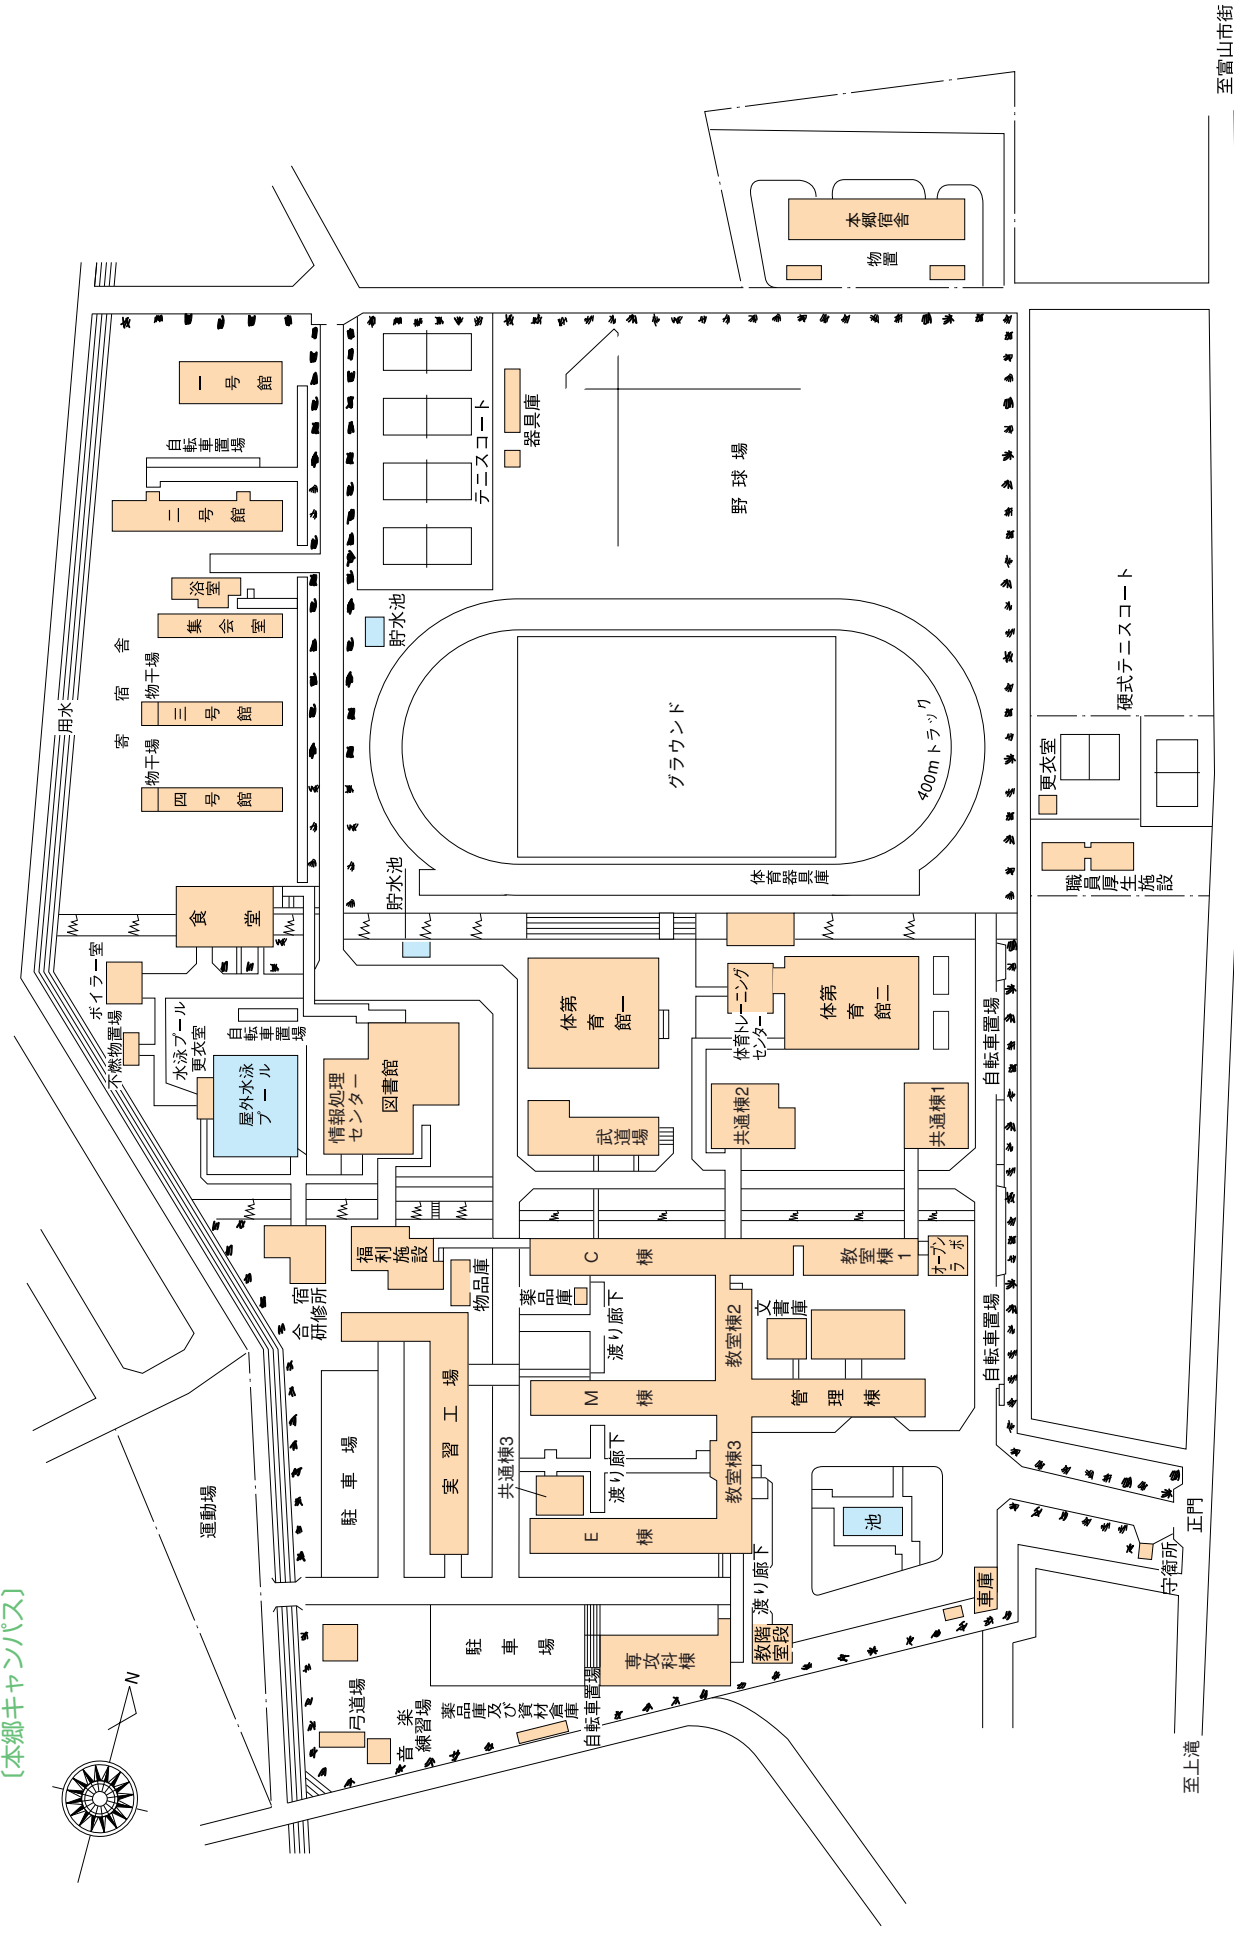 〔本郷キャンパス〕
N
至富山市街
至上滝
用水
運動場
寄宿舎
一号館
自転車置場
二号館
浴室
集会室
物干場
三号館
物干場
四号館
食堂
ボイラー室
不燃物置場
水泳プール
更衣室
自転車置場
屋外水泳
プール
情報処理
センター
図書館
貯水池
貯水池
テニスコート
器具庫
野球場
グラウンド
400mトラック
体育器具庫
本郷宿舎
物置
硬式テニスコート
更衣室
職員厚生施設
第一
体育館
体育トレーニング
センター
第二
体育館
武道場
共通棟2
共通棟1
自転車置場
自転車置場
合宿
研修所
福利
施設
物品庫
薬品庫
渡り廊下
C棟
教室棟
1
オープン
ラボ
教室棟2
文書庫
実習工場
M棟
管理棟
共通棟3
渡り廊下
教室棟3
E棟
駐車場
駐車場
渡り廊下
池
専攻科棟
階段
教室
車庫
守衛所
正門
弓道場
音楽
練習場
薬品庫及び資材倉庫
自転車置場